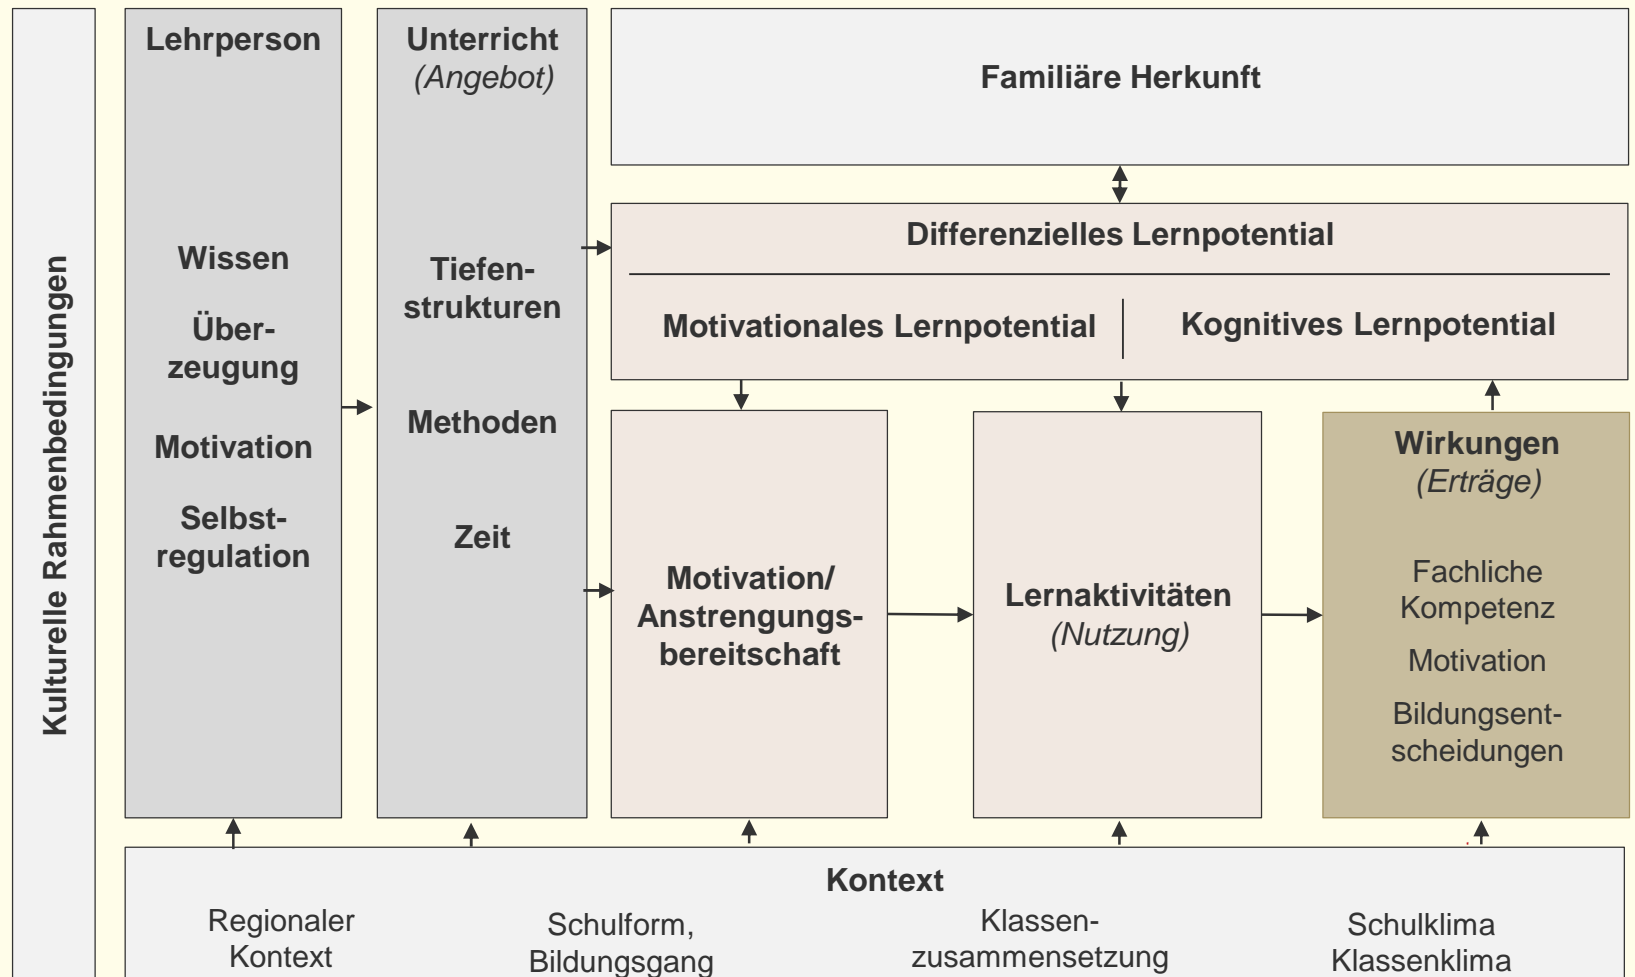 Kulturelle Rahmenbedingungen
Lehrperson
Wissen
Über-
zeugung
Motivation
Selbst-
regulation
Unterricht
(Angebot)
Tiefen-
strukturen
Methoden
Zeit
Familiäre Herkunft
Differenzielles Lernpotential
Motivationales Lernpotential
Kognitives Lernpotential
Motivation/
Anstrengungs-
bereitschaft
Lernaktivitäten
(Nutzung)
Wirkungen
(Erträge)
Fachliche
Kompetenz
Motivation
Bildungsent-
scheidungen
Kontext
Regionaler
Kontext
Schulform,
Bildungsgang
Klassen-
zusammensetzung
Schulklima
Klassenklima